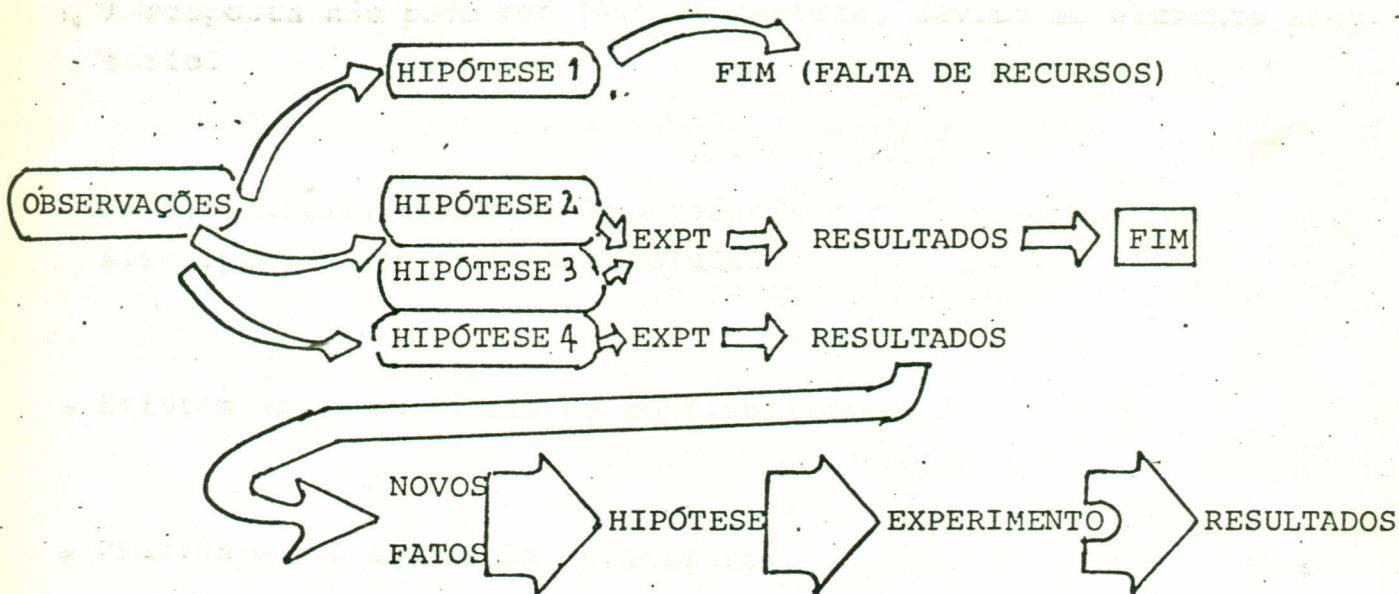 HIPÓTESE 1
FIM (FALTA DE RECURSOS)
OBSERVAÇÕES
HIPÓTESE 2
HIPÓTESE 3
EXPT
RESULTADOS
FIM
HIPÓTESE 4
EXPT
RESULTADOS
NOVOS
FATOS
HIPÓTESE
EXPERIMENTO
RESULTADOS